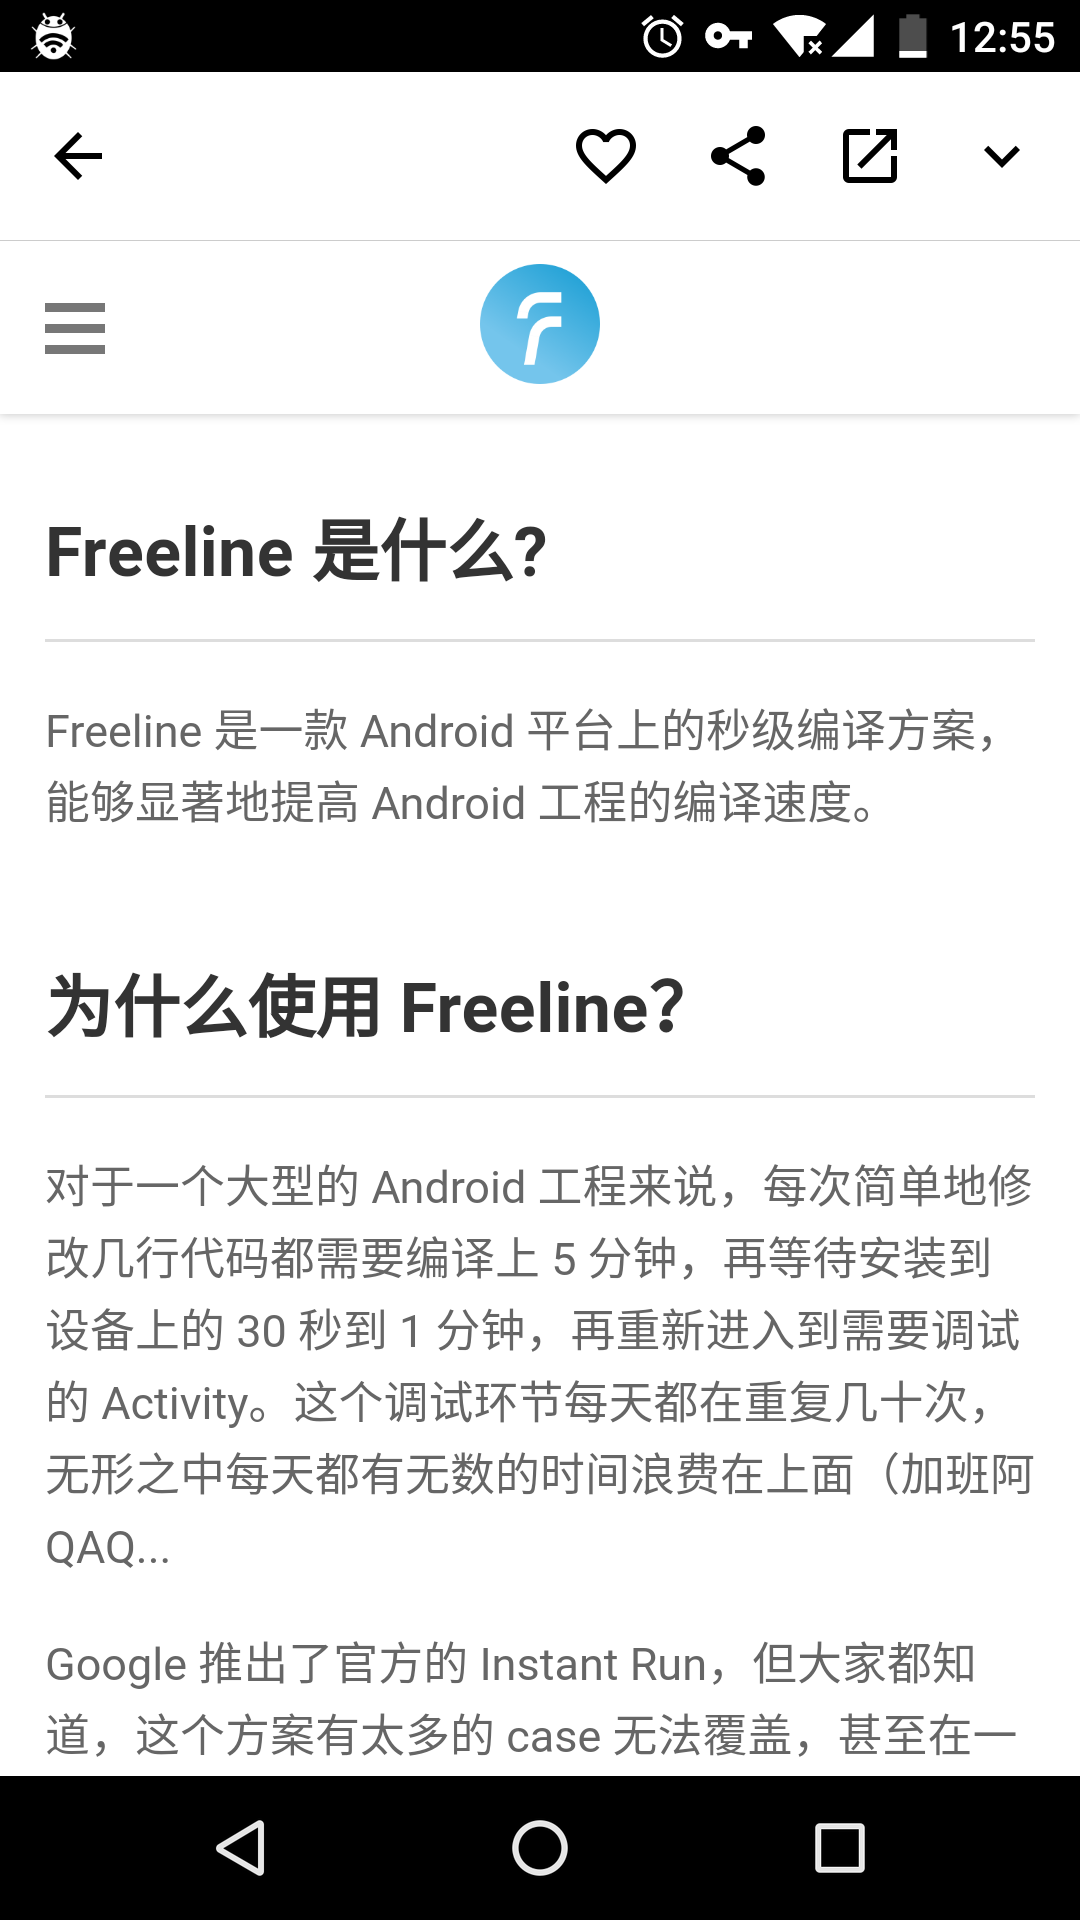 12:55
Freeline 是什么?
Freeline 是一款 Android 平台上的秒级编译方案，
能够显著地提高 Android 工程的编译速度。
为什么使用 Freeline？
对于一个大型的 Android 工程来说，每次简单地修
改几行代码都需要编译上 5 分钟，再等待安装到
设备上的 30 秒到 1 分钟，再重新进入到需要调试
的 Activity。这个调试环节每天都在重复几十次，
无形之中每天都有无数的时间浪费在上面（加班阿
QAQ...
Google 推出了官方的 Instant Run，但大家都知
道，这个方案有太多的 case 无法覆盖，甚至在一